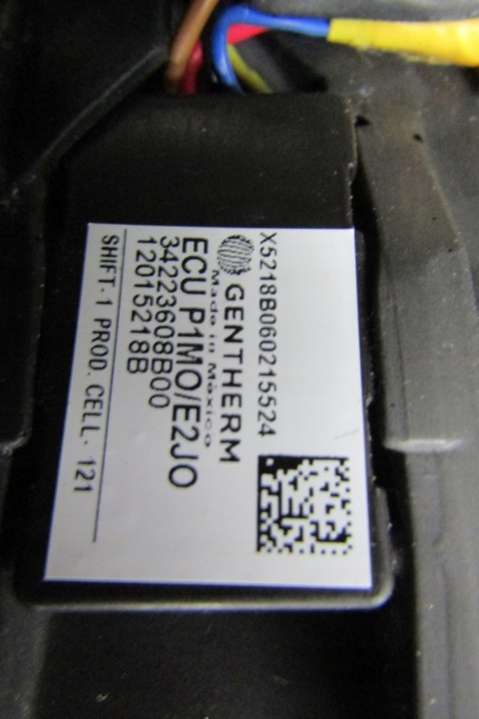 X5218B060215524
GENTHERM
Made in México
ECU P1MO/E2JO
34223608B00
12015218B
SHIFT-1 PROD. CELL- 121